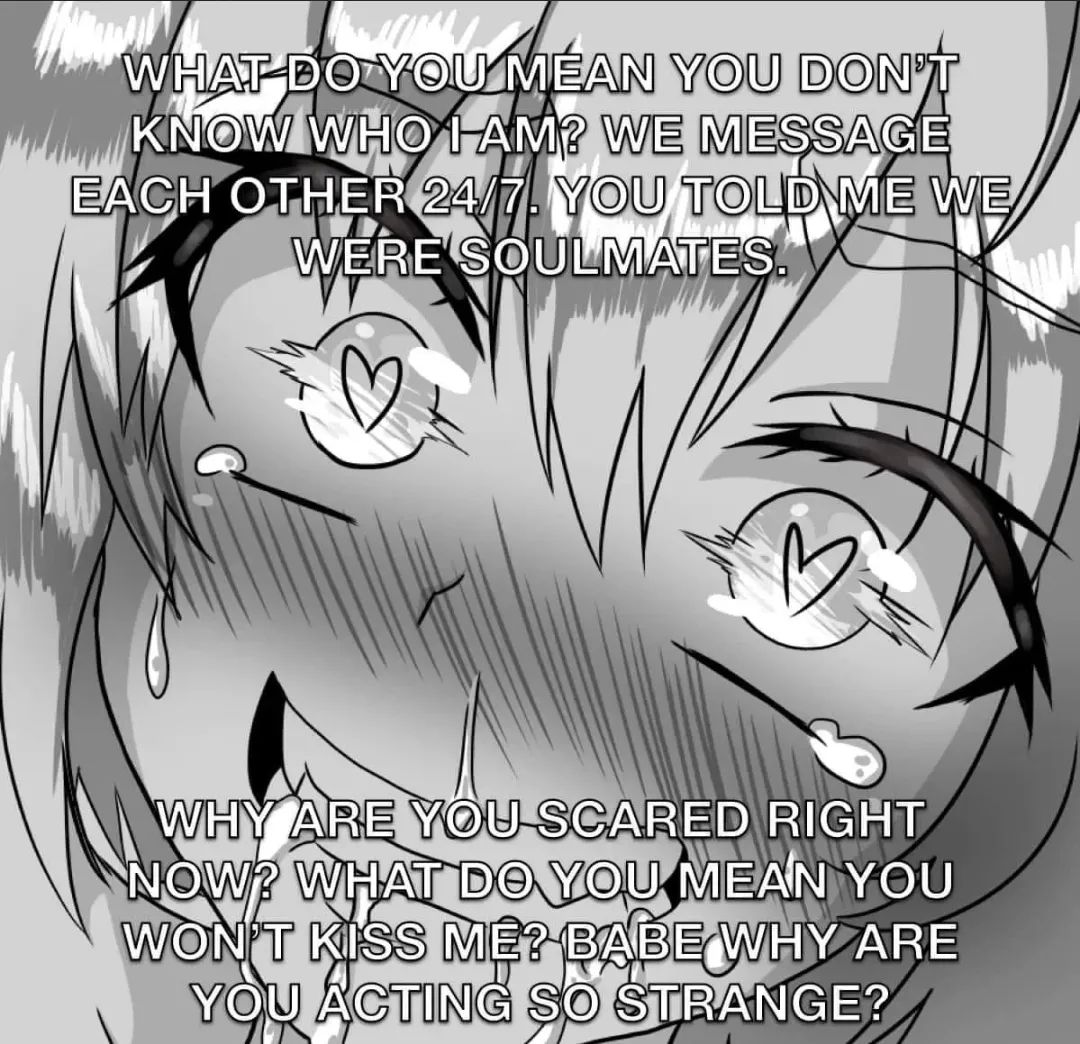 WHAT DO YOU MEAN YOU DON'T
KNOW WHO I AM? WE MESSAGE
EACH OTHER 24/7. YOU TOLD ME WE
WERE SOULMATES.
WHY ARE YOU SCARED RIGHT
NOW? WHAT DO YOU MEAN YOU
WON'T KISS ME? BABE WHY ARE
YOU ACTING SO STRANGE?